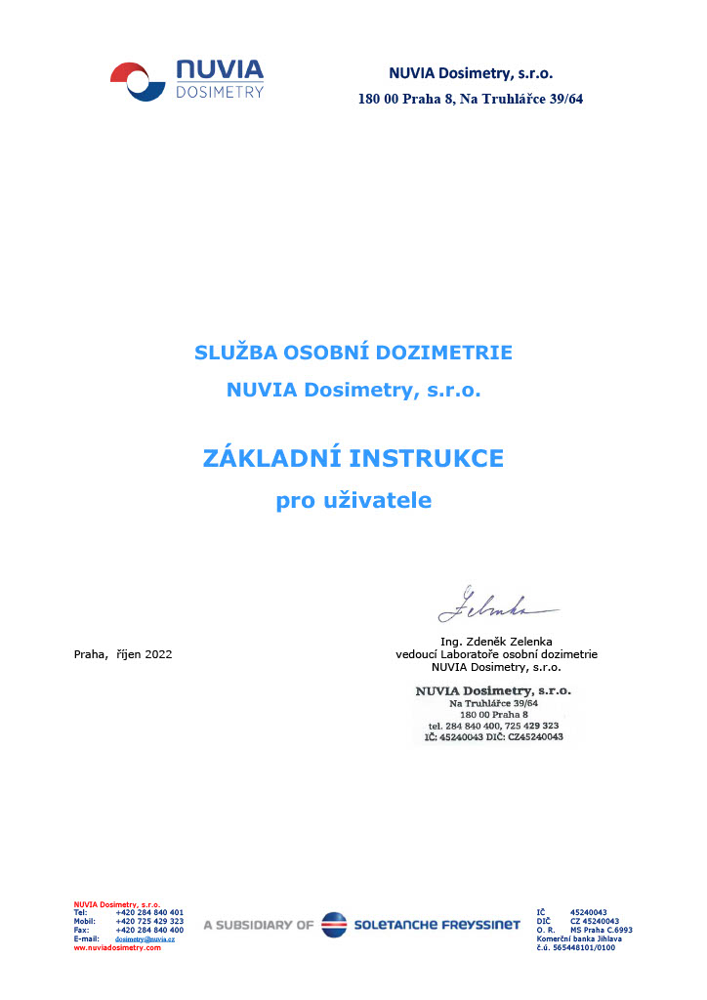 NUVIA
DOSIMETRY
NUVIA Dosimetry, s.r.o.
180 00 Praha 8, Na Truhlářce 39/64
SLUŽBA OSOBNÍ DOZIMETRIE
NUVIA Dosimetry, s.r.o.
ZÁKLADNÍ INSTRUKCE
pro uživatele
Zelenka
Ing. Zdeněk Zelenka
Praha, říjen 2022
vedoucí Laboratoře osobní dozimetrie
NUVIA Dosimetry, s.r.o.
NUVIA Dosimetry, s.r.o.
Na Truhlářce 39/64
180 00 Praha 8
tel. 284 840 400, 725 429 323
IČ: 45240043 DIČ: CZ45240043
NUVIA Dosimetry, s.r.o.
Tel: +420 284 840 401
Mobil: +420 725 429 323
Fax: +420 284 840 400
E-mail: dosimetry@nuvia.cz
ww.nuviadosimetry.com
A SUBSIDIARY OF SOLETANCHE FREYSSINET
IČ 45240043
DIČ CZ 45240043
O. R. MS Praha C.6993
Komerční banka Jihlava
č.ú. 565448101/0100